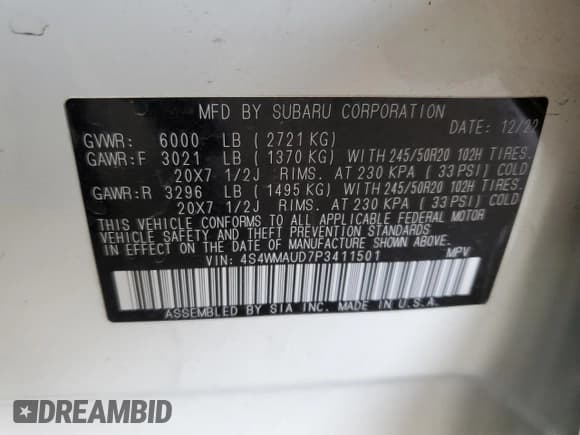 MFD BY SUBARU CORPORATION
DATE: 12/22
GVWR: 6000 LB ( 2721 KG)
GAWR:F 3021 LB ( 1370 KG) WITH 245/50R20 102H TIRES.
20X7 1/2J RIMS. AT 230 KPA ( 33 PSI) COLD
GAWR:R 3296 LB ( 1495 KG) WITH 245/50R20 102H TIRES.
20X7 1/2J RIMS. AT 230 KPA ( 33 PSI) COLD
THIS VEHICLE CONFORMS TO ALL APPLICABLE FEDERAL MOTOR
VEHICLE SAFETY AND THEFT PREVENTION STANDARDS
IN EFFECT ON THE DATE OF MANUFACTURE SHOWN ABOVE.
VIN: 4S4WMAUD7P3411501 MPV
ASSEMBLED BY SIA INC. MADE IN U.S.A.
DREAMBID